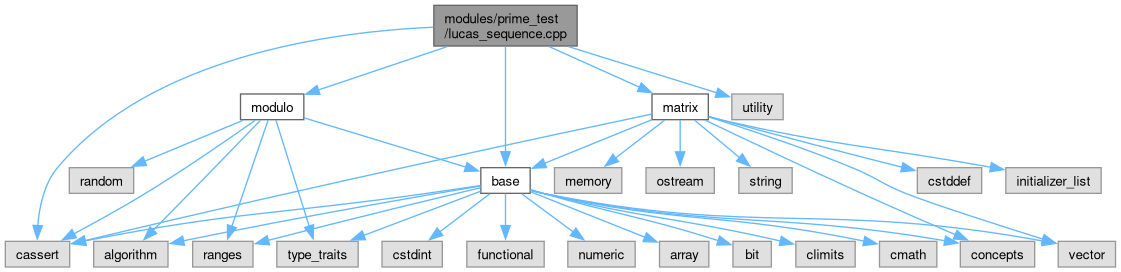 modules/prime_test
/lucas_sequence.cpp
modulo
matrix
utility
random
base
memory
ostream
string
cstddef
initializer_list
cassert
algorithm
ranges
type_traits
cstdint
functional
numeric
array
bit
climits
cmath
concepts
vector